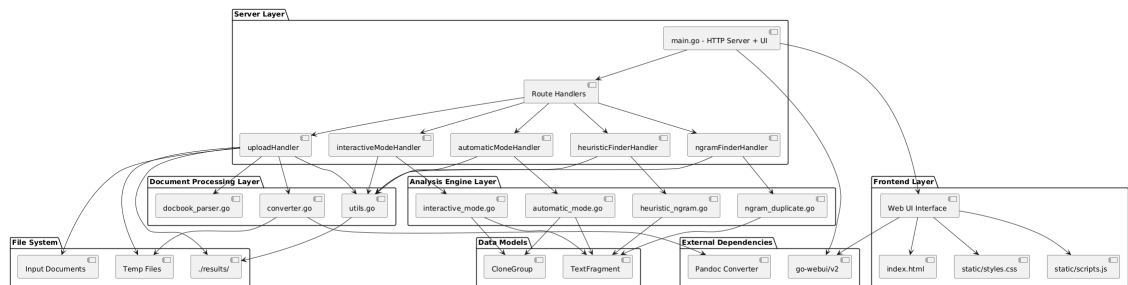 Server Layer
main.go - HTTP Server + UI
Route Handlers
uploadHandler
interactiveModeHandler
automaticModeHandler
heuristicFinderHandler
ngramFinderHandler
Document Processing Layer
docbook_parser.go
converter.go
utils.go
Analysis Engine Layer
interactive_mode.go
automatic_mode.go
heuristic_ngram.go
ngram_duplicate.go
Frontend Layer
Web UI Interface
index.html
static/styles.css
static/scripts.js
File System
Input Documents
Temp Files
./results/
Data Models
CloneGroup
TextFragment
External Dependencies
Pandoc Converter
go-webui/v2